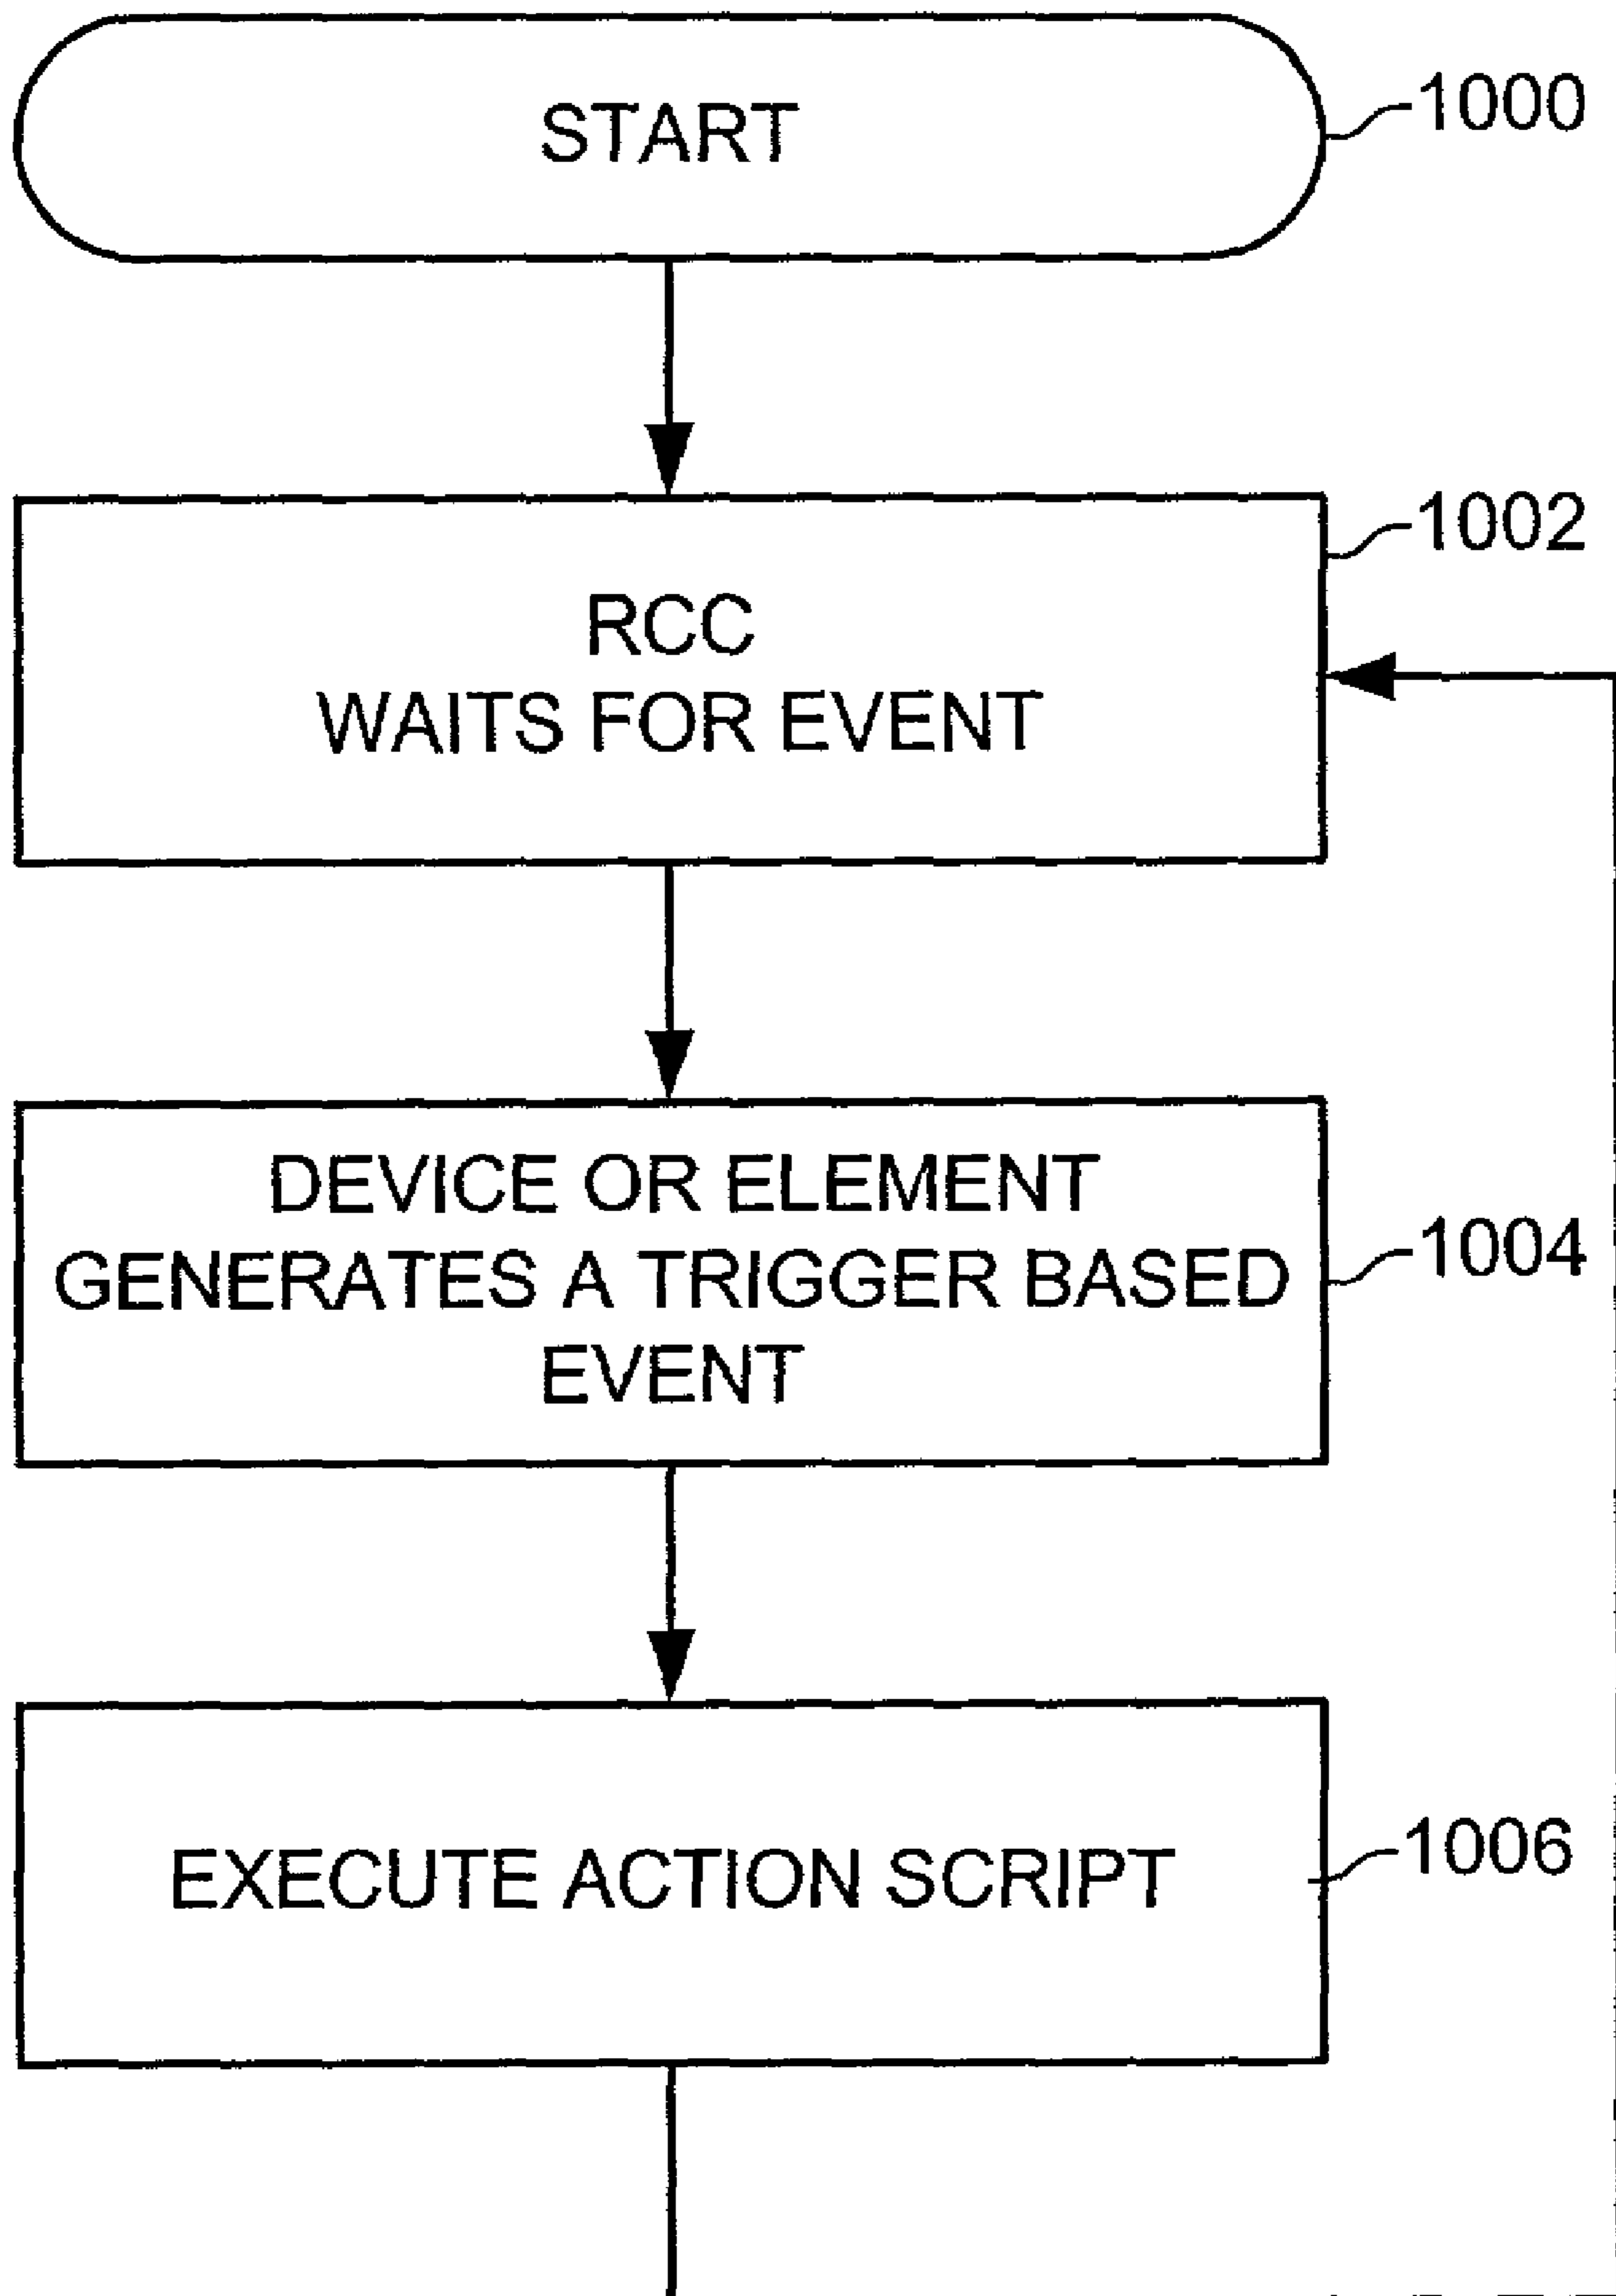 START
1000
1002
RCC
WAITS FOR EVENT
DEVICE OR ELEMENT
GENERATES A TRIGGER BASED
EVENT
1004
EXECUTE ACTION SCRIPT
1006